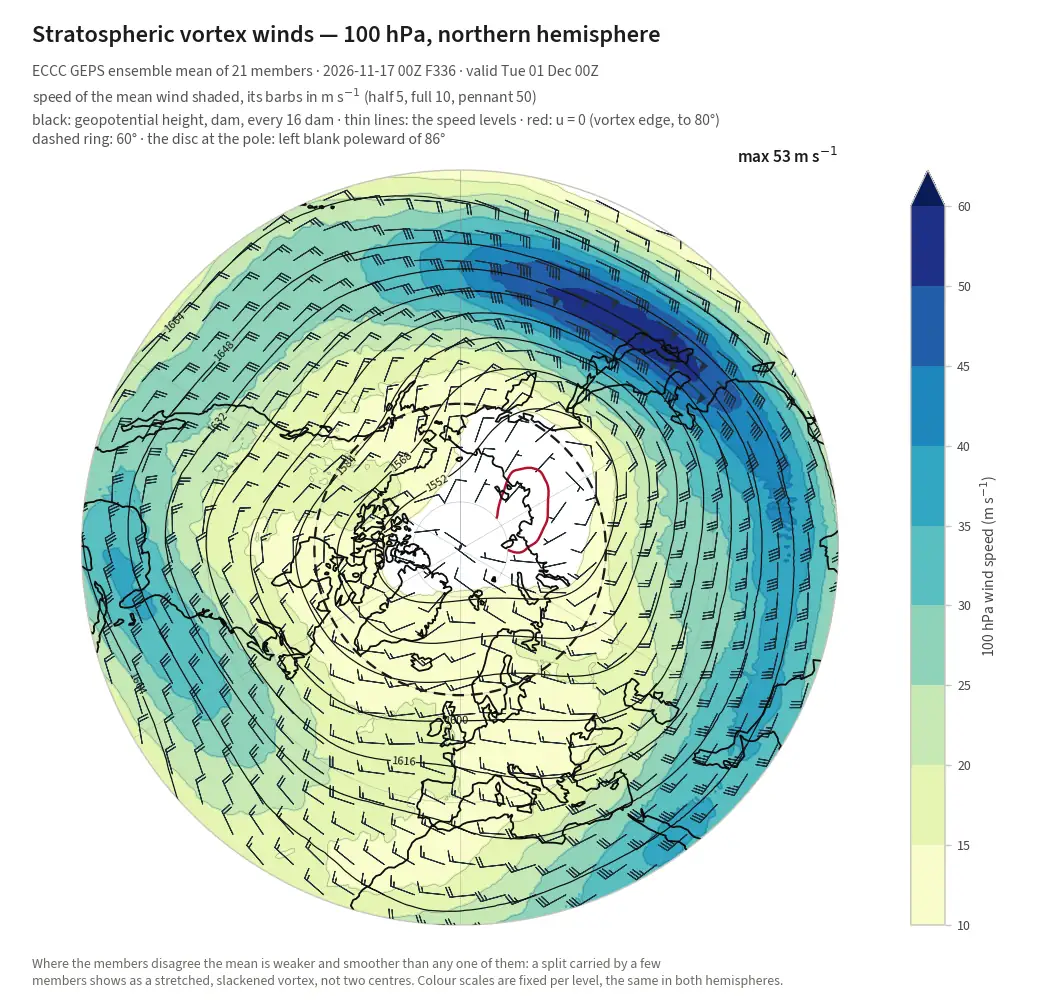 Stratospheric vortex winds — 100 hPa, northern hemisphere
ECCC GEPS ensemble mean of 21 members · 2026-11-17 00Z F336 · valid Tue 01 Dec 00Z
speed of the mean wind shaded, its barbs in m s⁻¹ (half 5, full 10, pennant 50)
black: geopotential height, dam, every 16 dam · thin lines: the speed levels · red: u = 0 (vortex edge, to 80°)
dashed ring: 60° · the disc at the pole: left blank poleward of 86°
max 53 m s⁻¹
60
50
45
40
35
30
25
20
15
10
100 hPa wind speed (m s⁻¹)
1664
1648
1568
1552
1600
1616
Where the members disagree the mean is weaker and smoother than any one of them: a split carried by a few
members shows as a stretched, slackened vortex, not two centres. Colour scales are fixed per level, the same in both hemispheres.